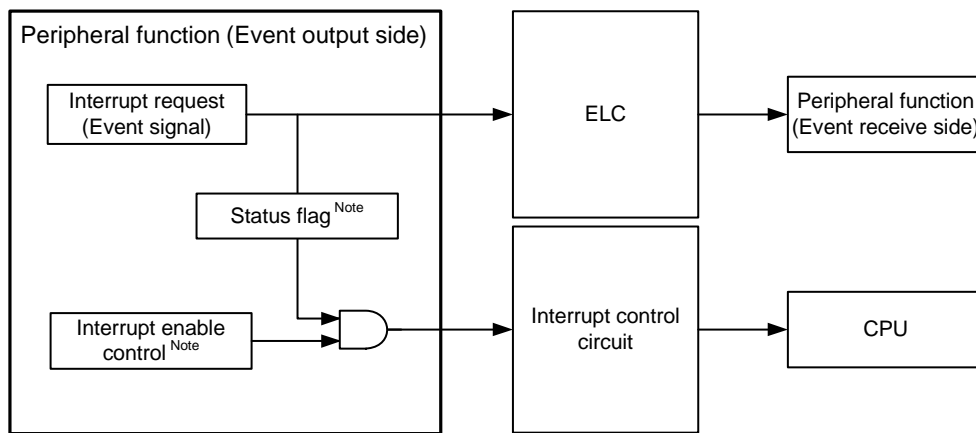 Peripheral function (Event output side)
Interrupt request
(Event signal)
ELC
Peripheral function
(Event receive side)
Status flag Note
Interrupt enable
control Note
Interrupt control
circuit
CPU